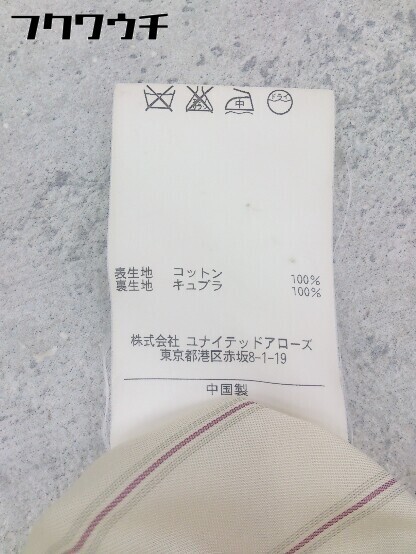 フクワウチ
中
ドライ
表生地 コットン 100%
裏生地 キュプラ 100%
株式会社 ユナイテッドアローズ
東京都港区赤坂8-1-19
中国製